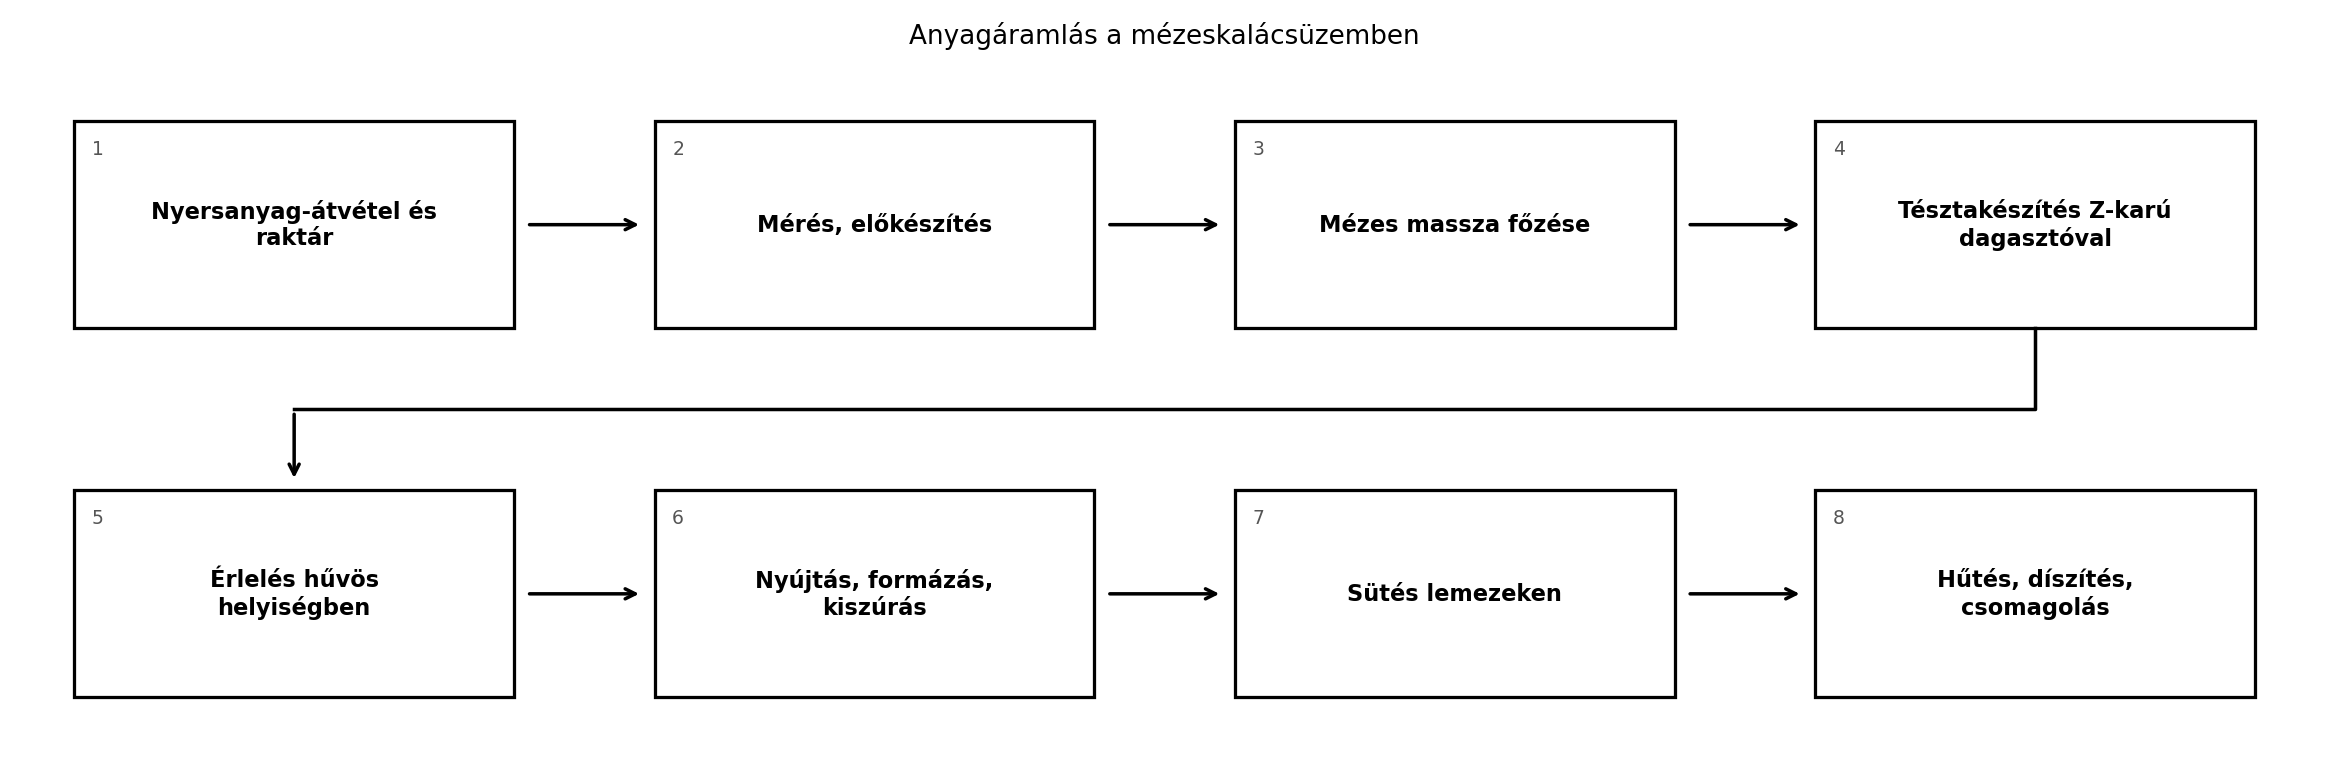 Anyagáramlás a mézeskalácsüzemben
1
Nyersanyag-átvétel és
raktár
2
Mérés, előkészítés
3
Mézes massza főzése
4
Tésztakészítés Z-karú
dagasztóval
5
Érlelés hűvös
helyiségben
6
Nyújtás, formázás,
kiszúrás
7
Sütés lemezeken
8
Hűtés, díszítés,
csomagolás